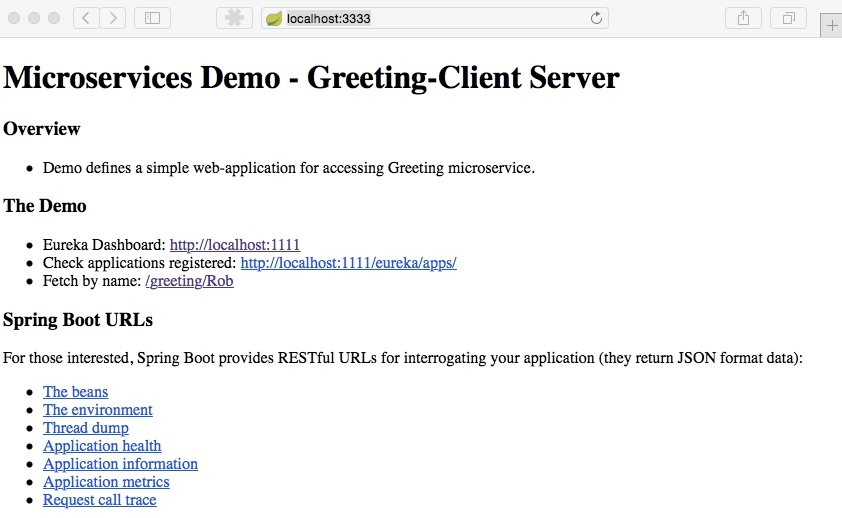 localhost:3333
Microservices Demo - Greeting-Client Server
Overview
• Demo defines a simple web-application for accessing Greeting microservice.
The Demo
• Eureka Dashboard: http://localhost:1111
• Check applications registered: http://localhost:1111/eureka/apps/
• Fetch by name: /greeting/Rob
Spring Boot URLs
For those interested, Spring Boot provides RESTful URLs for interrogating your application (they return JSON format data):
• The beans
• The environment
• Thread dump
• Application health
• Application information
• Application metrics
• Request call trace